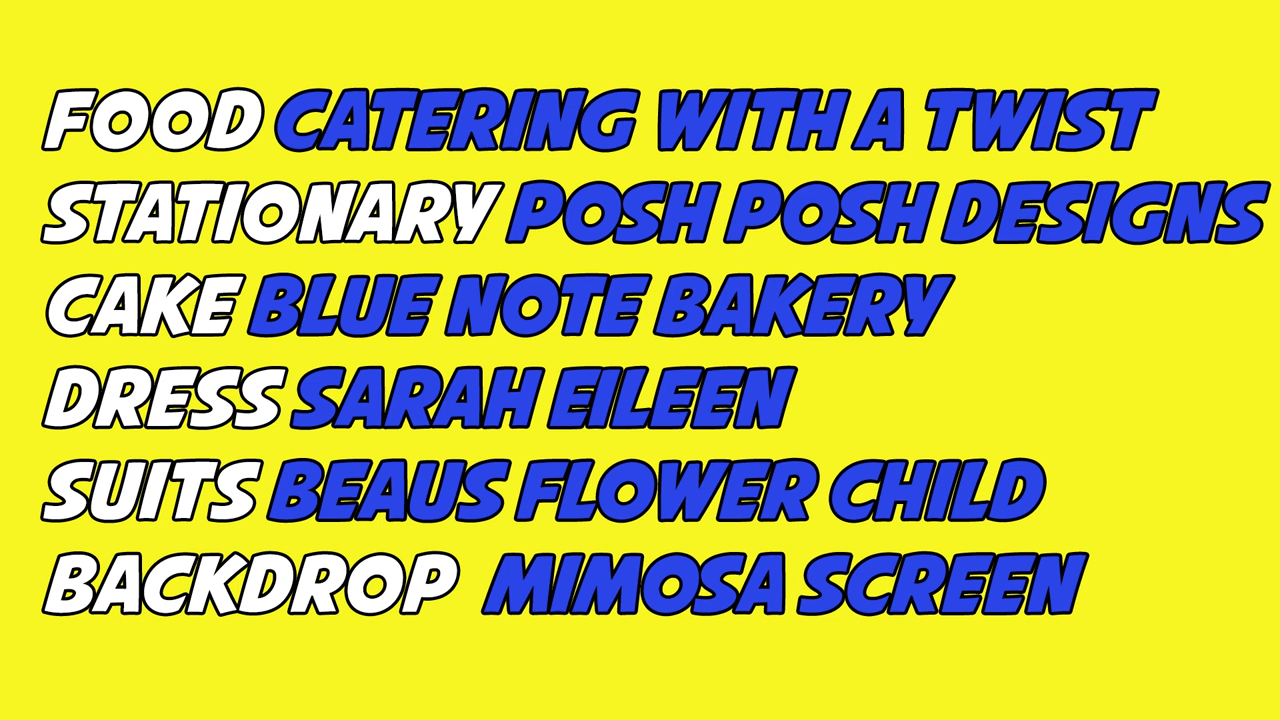 FOOD CATERING WITH A TWIST
STATIONARY POSH POSH DESIGNS
CAKE BLUE NOTE BAKERY
DRESS SARAH EILEEN
SUITS BEAUS FLOWER CHILD
BACKDROP MIMOSA SCREEN